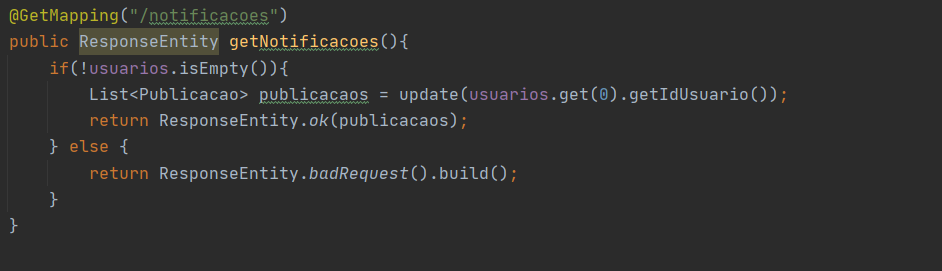 @GetMapping("/notificacoes")
public ResponseEntity getNotificacoes(){
if(!usuarios.isEmpty()){
List<Publicacao> publicacaos = update(usuarios.get(0).getIdUsuario());
return ResponseEntity.ok(publicacaos);
} else {
return ResponseEntity.badRequest().build();
}
}